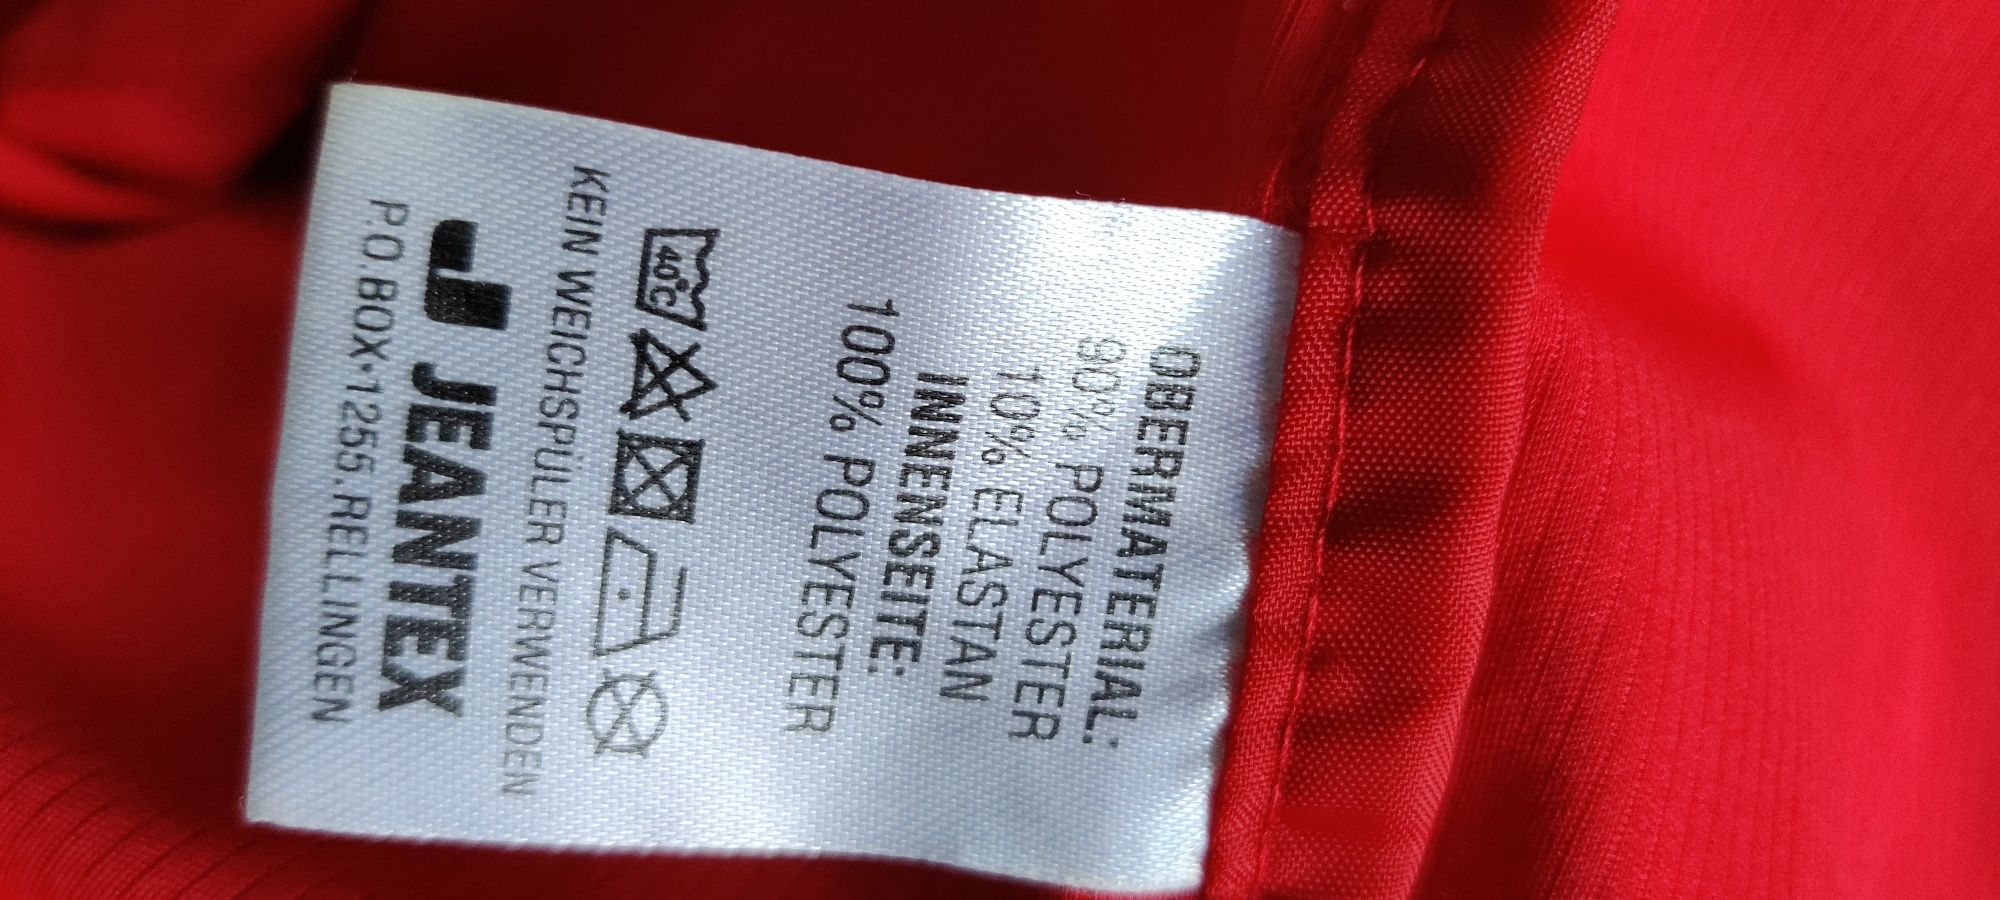 OBERMATERIAL:
90% POLYESTER
10% ELASTAN
INNENSEITE:
100% POLYESTER
40°C
KEIN WEICHSPÜLER VERWENDEN
JEANTEX
P.O.BOX·1255.RELLINGEN